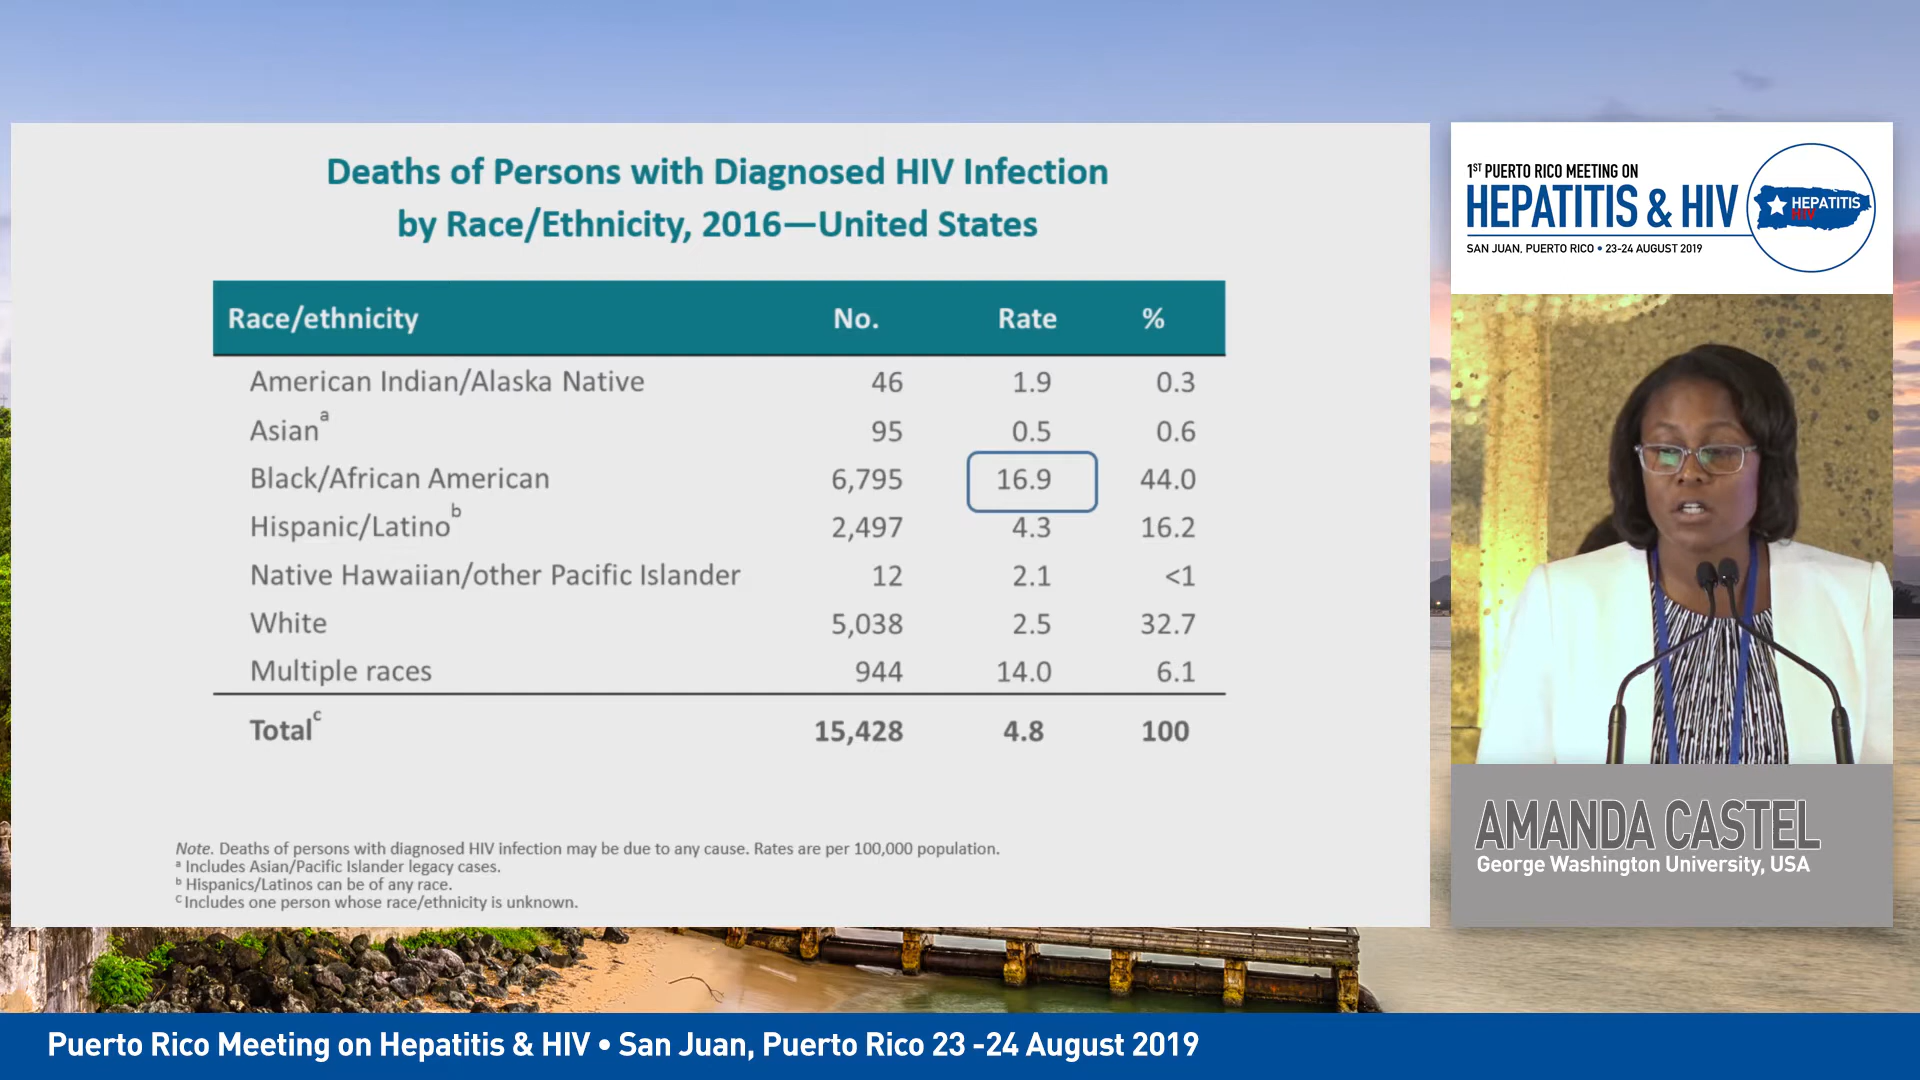 Deaths of Persons with Diagnosed HIV Infection
by Race/Ethnicity, 2016—United States
Race/ethnicity No. Rate %
American Indian/Alaska Native 46 1.9 0.3
Asian a 95 0.5 0.6
Black/African American 6,795 16.9 44.0
Hispanic/Latino b 2,497 4.3 16.2
Native Hawaiian/other Pacific Islander 12 2.1 <1
White 5,038 2.5 32.7
Multiple races 944 14.0 6.1
Total c 15,428 4.8 100
Note. Deaths of persons with diagnosed HIV infection may be due to any cause. Rates are per 100,000 population.
a Includes Asian/Pacific Islander legacy cases.
b Hispanics/Latinos can be of any race.
C Includes one person whose race/ethnicity is unknown.
1ST PUERTO RICO MEETING ON
HEPATITIS & HIV
SAN JUAN, PUERTO RICO • 23-24 AUGUST 2019
HEPATITIS
HIV
AMANDA CASTEL
George Washington University, USA
Puerto Rico Meeting on Hepatitis & HIV • San Juan, Puerto Rico 23 -24 August 2019